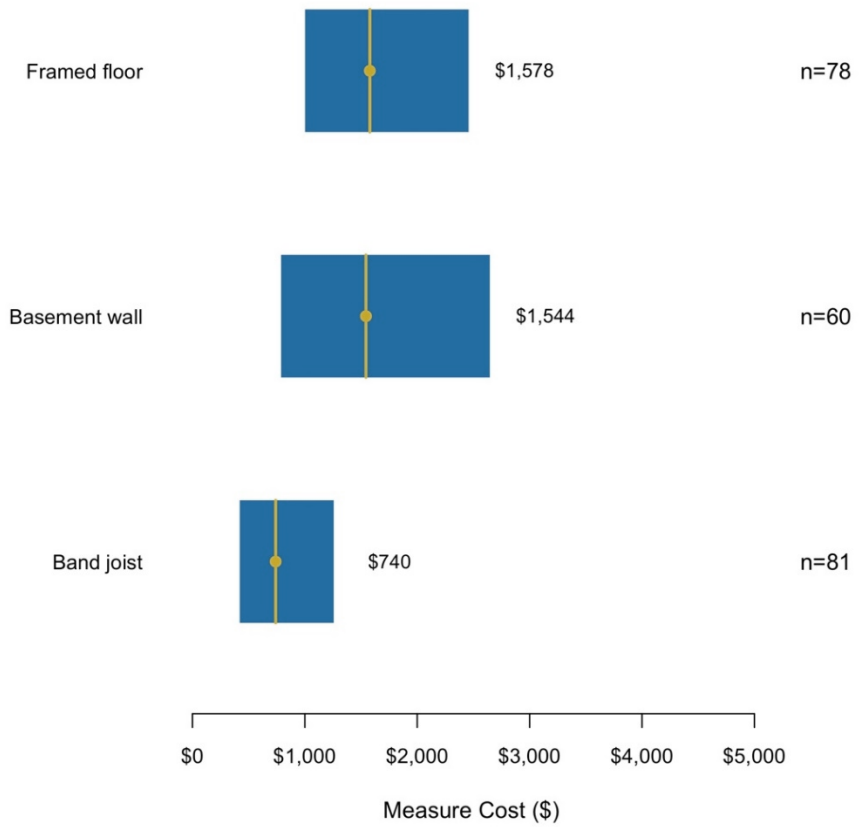 Framed floor $1,578 n=78
Basement wall $1,544 n=60
Band joist $740 n=81
$0 $1,000 $2,000 $3,000 $4,000 $5,000
Measure Cost ($)